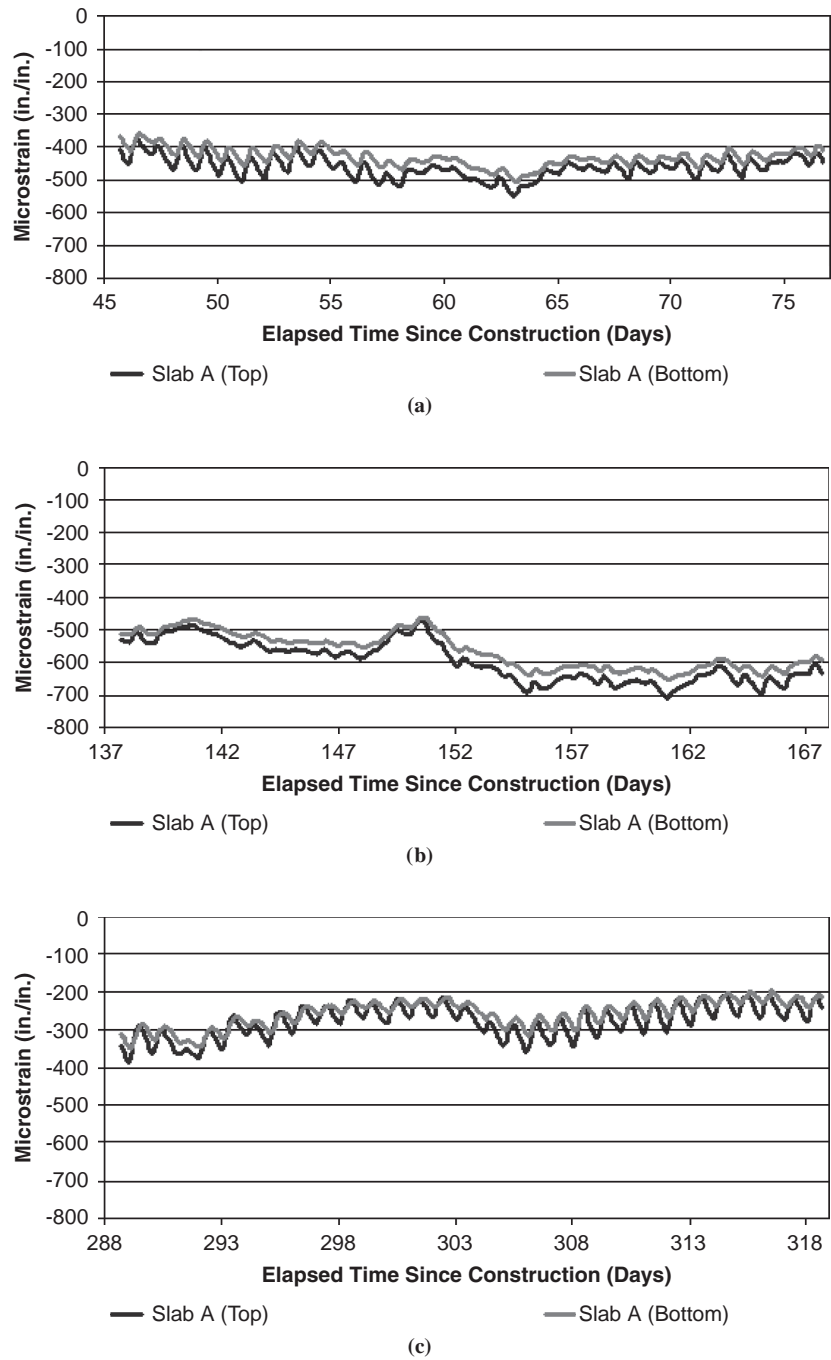 0
-100
-200
-300
-400
-500
-600
-700
-800
Microstrain (in./in.)
45 50 55 60 65 70 75
Elapsed Time Since Construction (Days)
Slab A (Top) Slab A (Bottom)
(a)
0
-100
-200
-300
-400
-500
-600
-700
-800
Microstrain (in./in.)
137 142 147 152 157 162 167
Elapsed Time Since Construction (Days)
Slab A (Top) Slab A (Bottom)
(b)
0
-100
-200
-300
-400
-500
-600
-700
-800
Microstrain (in./in.)
288 293 298 303 308 313 318
Elapsed Time Since Construction (Days)
Slab A (Top) Slab A (Bottom)
(c)